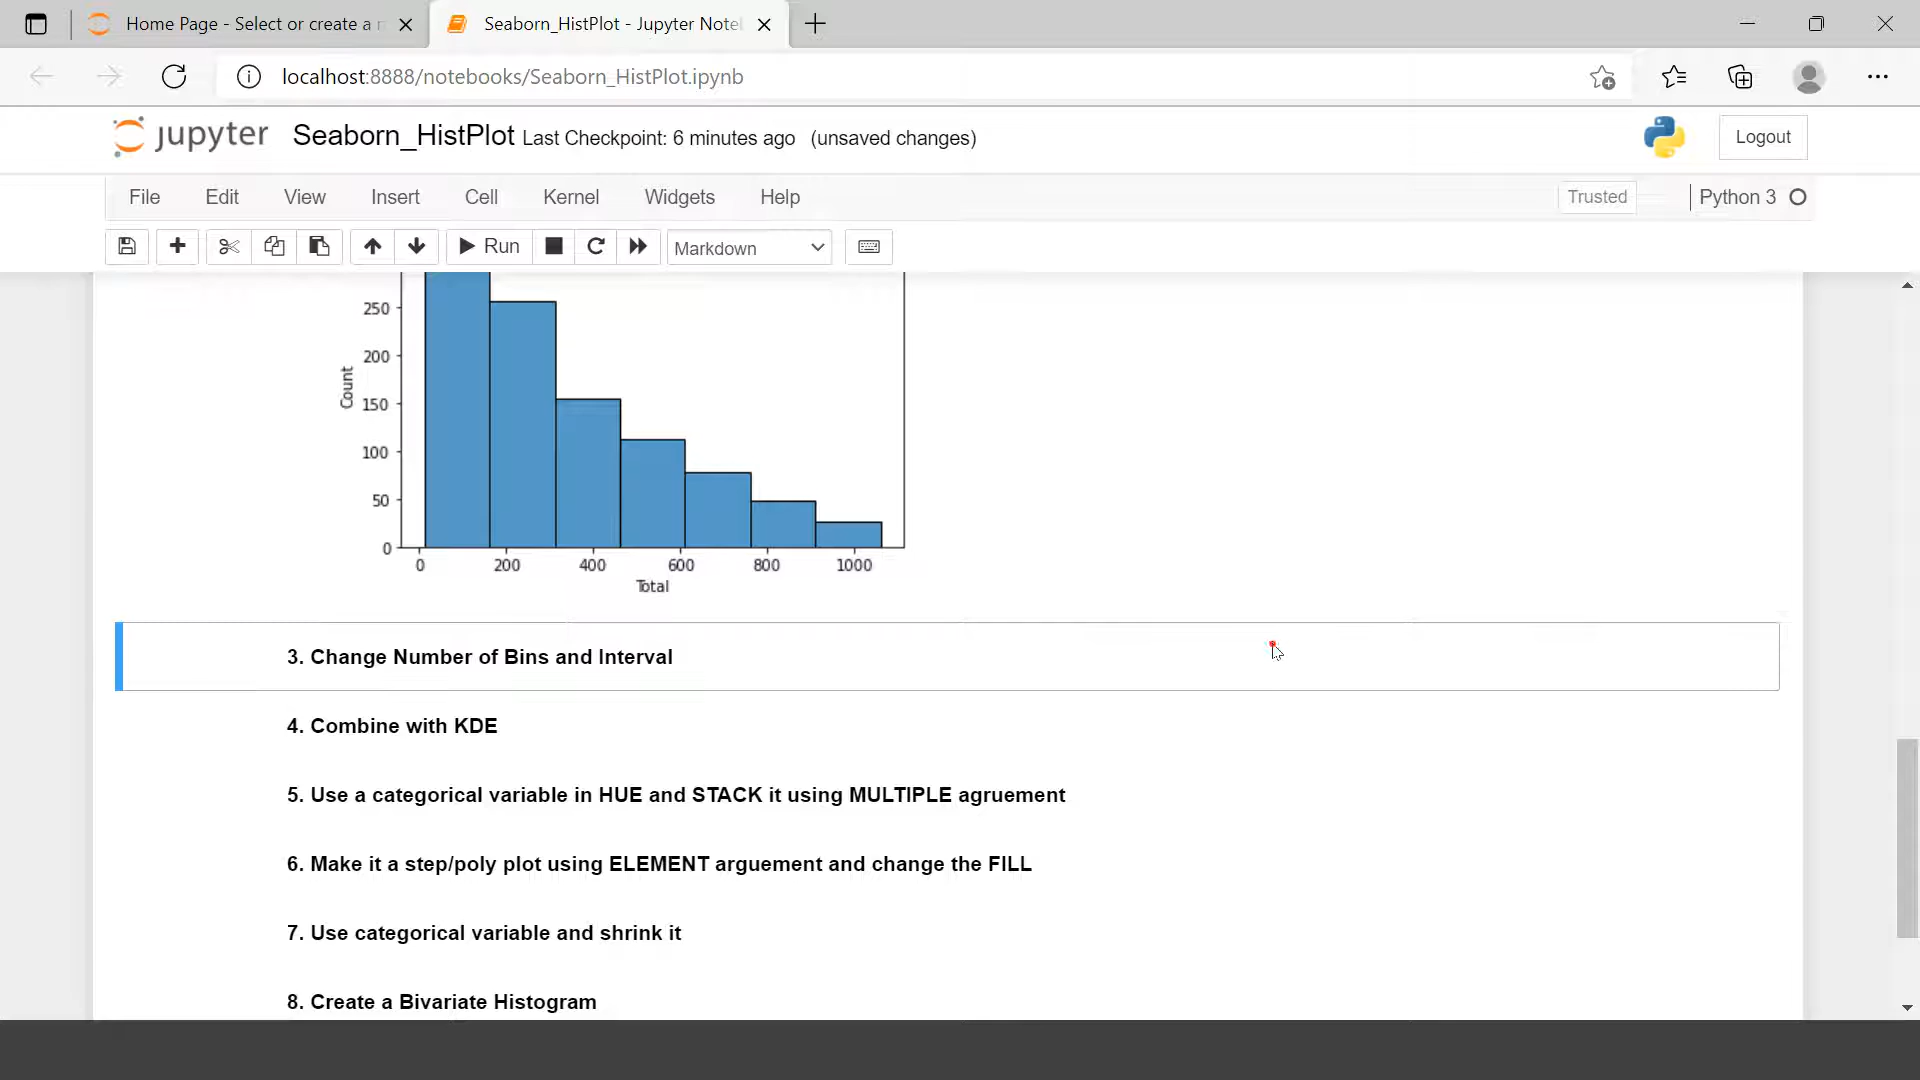 Home Page - Select or create a n
Seaborn_HistPlot - Jupyter Note
localhost:8888/notebooks/Seaborn_HistPlot.ipynb
jupyter Seaborn_HistPlot Last Checkpoint: 6 minutes ago (unsaved changes)
Logout
File Edit View Insert Cell Kernel Widgets Help
Trusted
Python 3
Run
Markdown
250
200
150
100
50
0
Count
0 200 400 600 800 1000
Total
3. Change Number of Bins and Interval
4. Combine with KDE
5. Use a categorical variable in HUE and STACK it using MULTIPLE agruement
6. Make it a step/poly plot using ELEMENT arguement and change the FILL
7. Use categorical variable and shrink it
8. Create a Bivariate Histogram